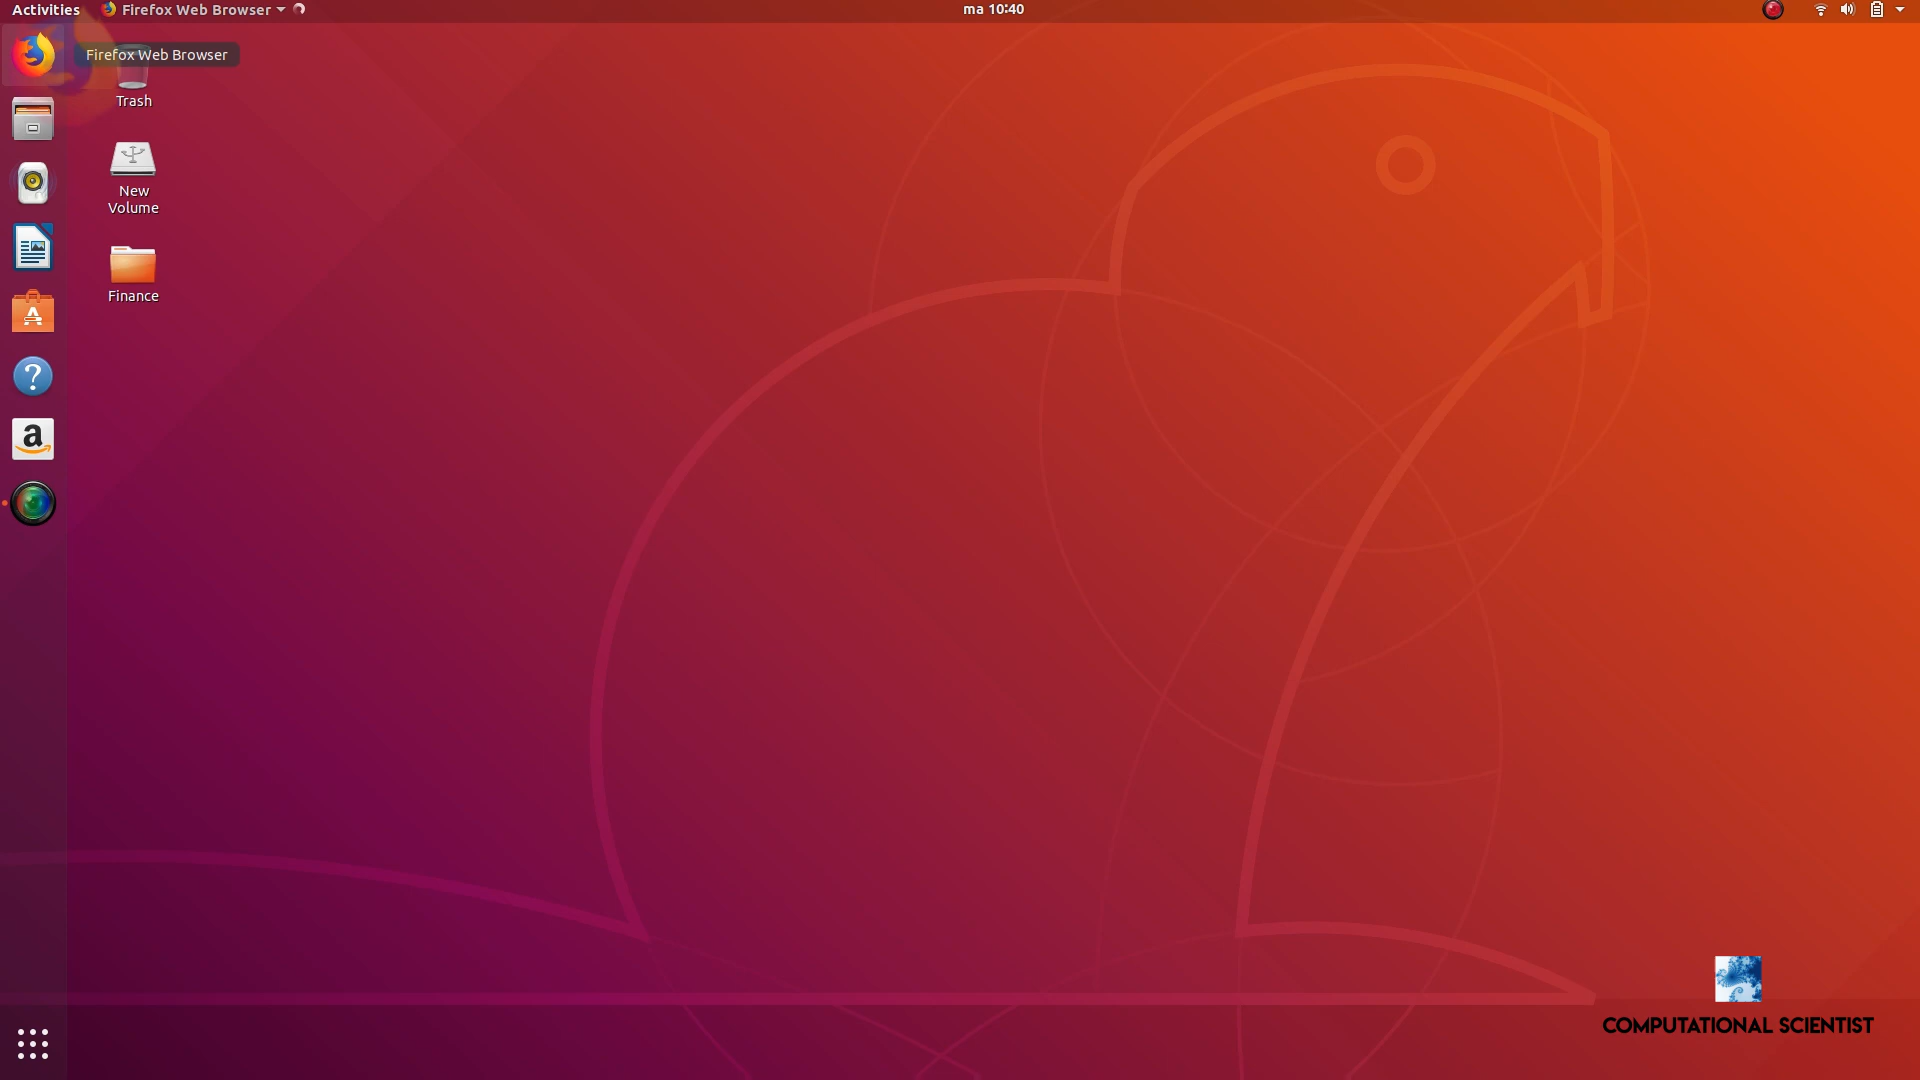 Activities
Firefox Web Browser
ma 10:40
Firefox Web Browser
Trash
New
Volume
Finance
COMPUTATIONAL SCIENTIST